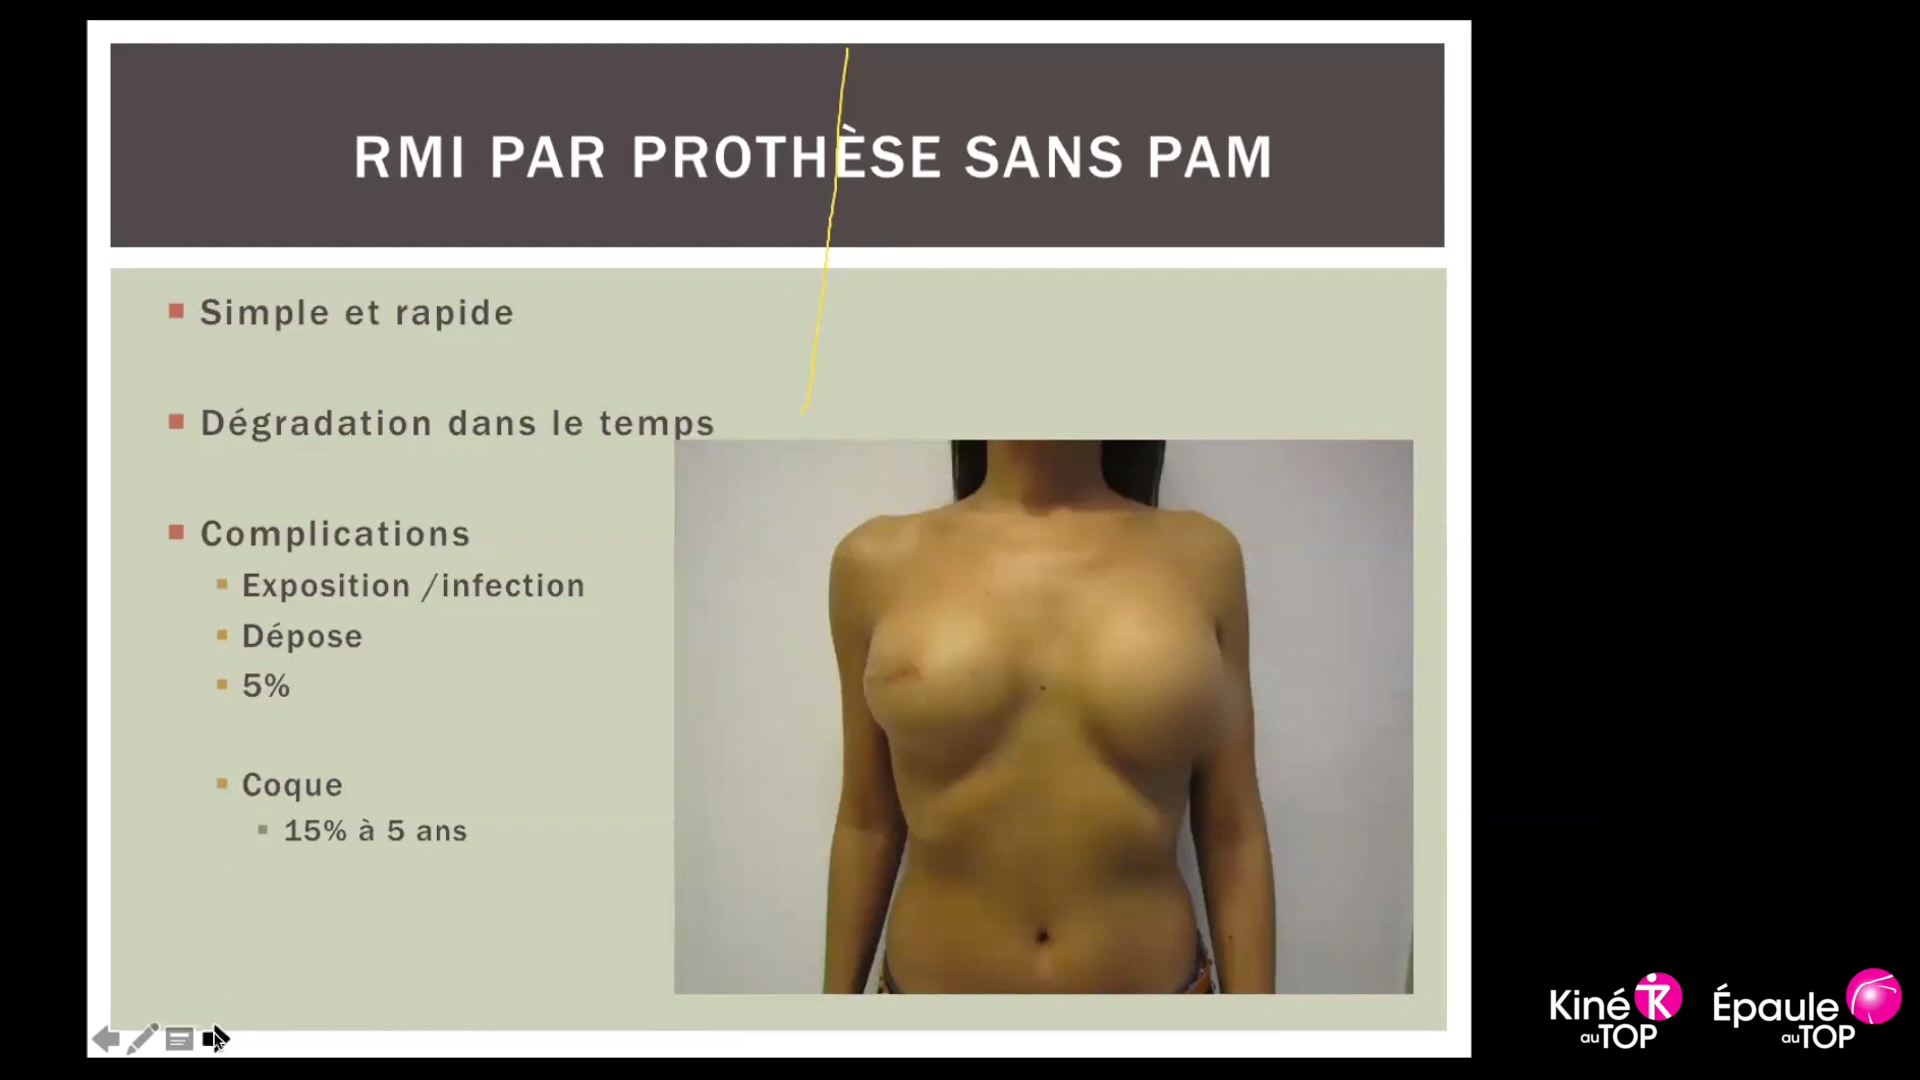 RMI PAR PROTHÈSE SANS PAM
Simple et rapide
Dégradation dans le temps
Complications
Exposition /infection
Dépose
5%
Coque
15% à 5 ans
Kiné
au TOP
Épaule
au TOP